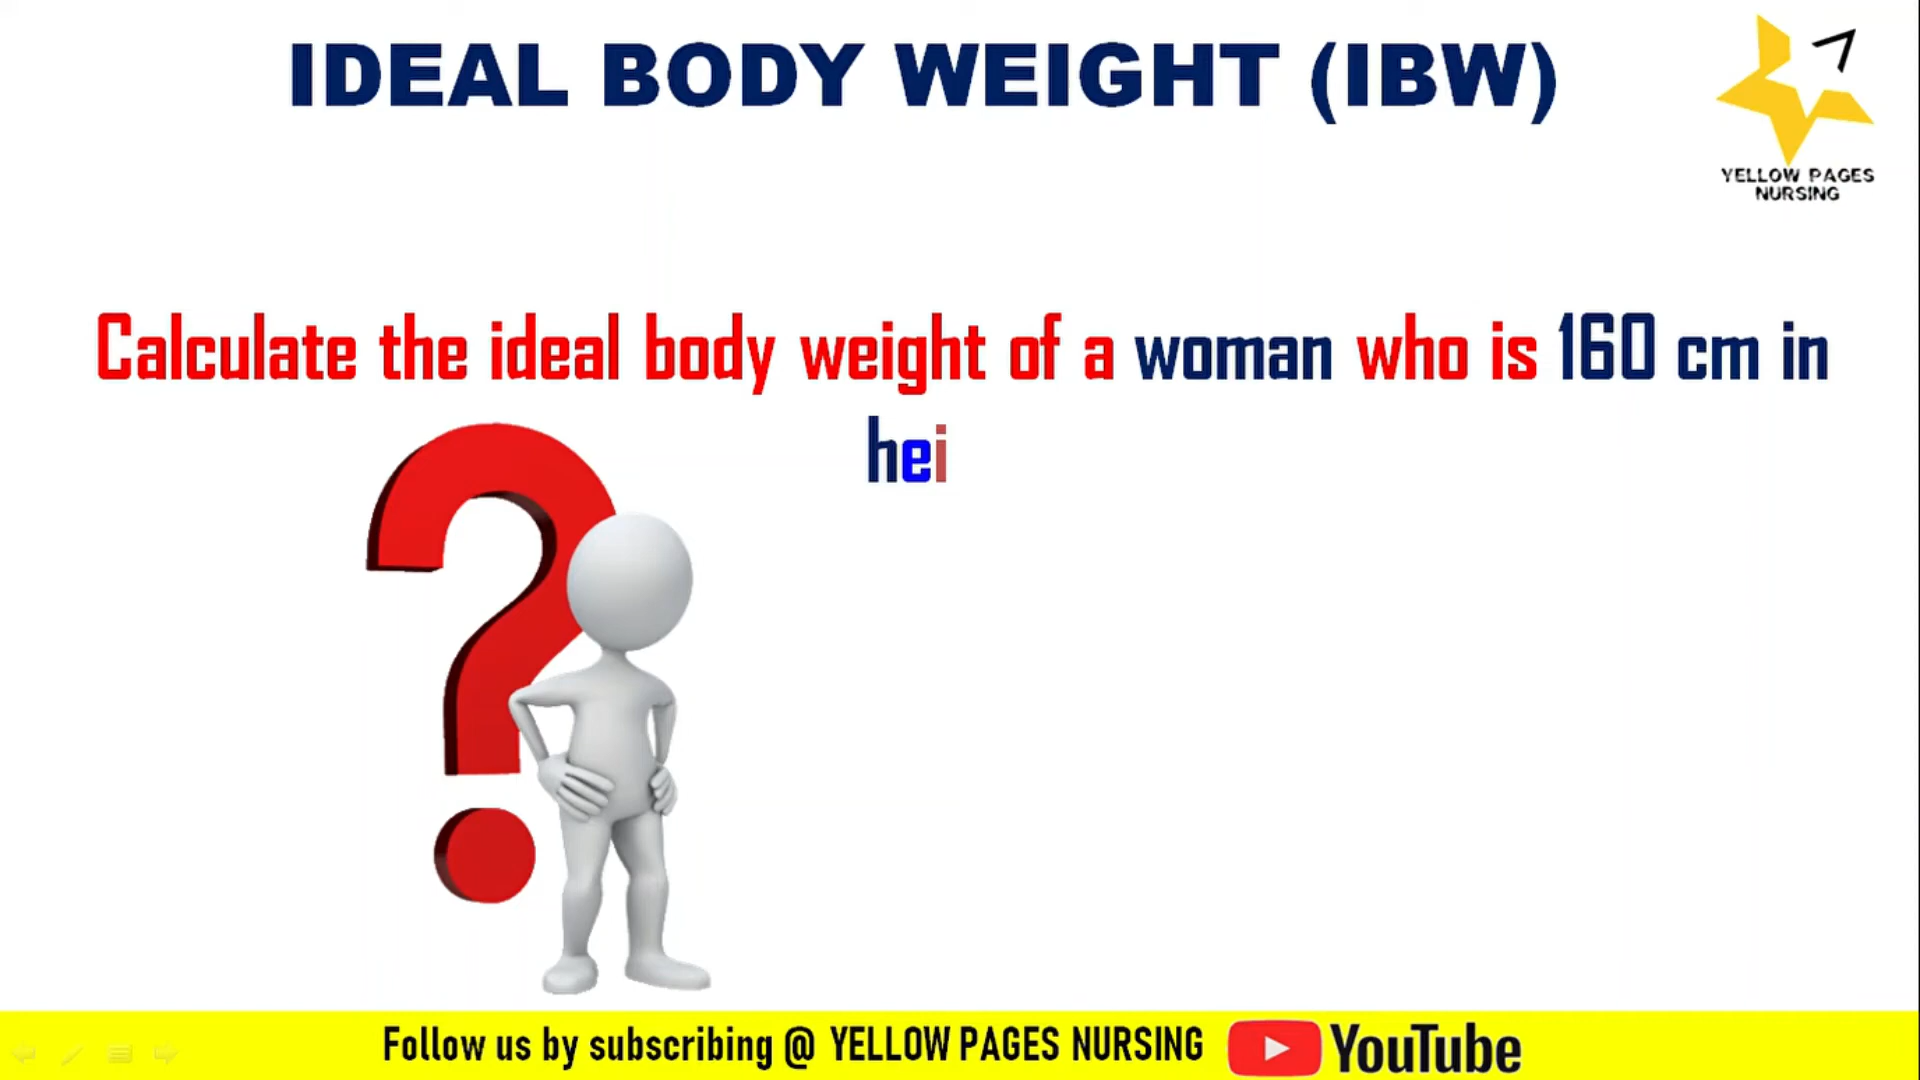 IDEAL BODY WEIGHT (IBW)
YELLOW PAGES
NURSING
Calculate the ideal body weight of a woman who is 160 cm in
hei
Follow us by subscribing @ YELLOW PAGES NURSING YouTube